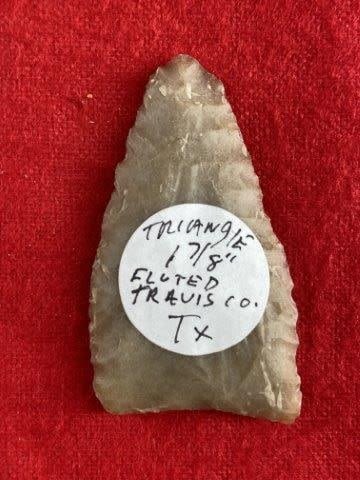 TRIANGLE
1 7/8"
FLUTED
TRAVIS CO.
Tx